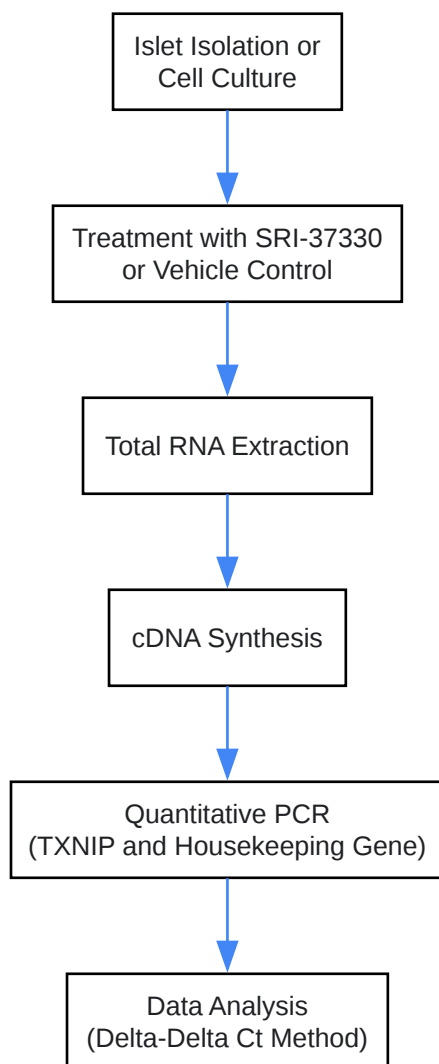 Islet Isolation or
Cell Culture
Treatment with SRI-37330
or Vehicle Control
Total RNA Extraction
cDNA Synthesis
Quantitative PCR
(TXNIP and Housekeeping Gene)
Data Analysis
(Delta-Delta Ct Method)